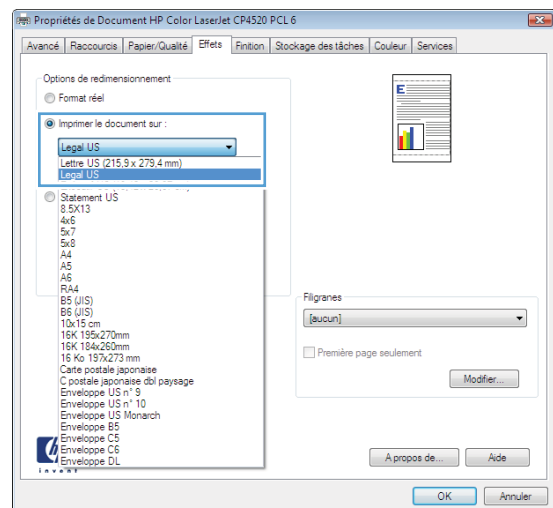 Propriétés de Document HP Color LaserJet CP4520 PCL 6
Avancé Raccourcis Papier/Qualité Effets Finition Stockage des tâches Couleur Services
Options de redimensionnement
Format réel
Imprimer le document sur :
Legal US
Lettre US (215,9 x 279,4 mm)
Legal US
Statement US
8.5X13
4x6
5x7
5x8
A4
A5
A6
RA4
B5 (JIS)
B6 (JIS)
10x15 cm
16K 195x270mm
16K 184x260mm
16 Ko 197x273 mm
Carte postale japonaise
C postale japonaise dbl paysage
Enveloppe US n° 9
Enveloppe US n° 10
Enveloppe US Monarch
Enveloppe B5
Enveloppe C5
Enveloppe C6
Enveloppe DL
E
Filigranes
[aucun]
Première page seulement
Modifier...
invent
A propos de...
Aide
OK
Annuler